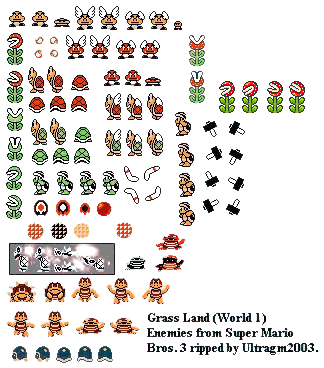 Grass Land (World 1)
Enemies from Super Mario
Bros. 3 ripped by Ultragm2003.